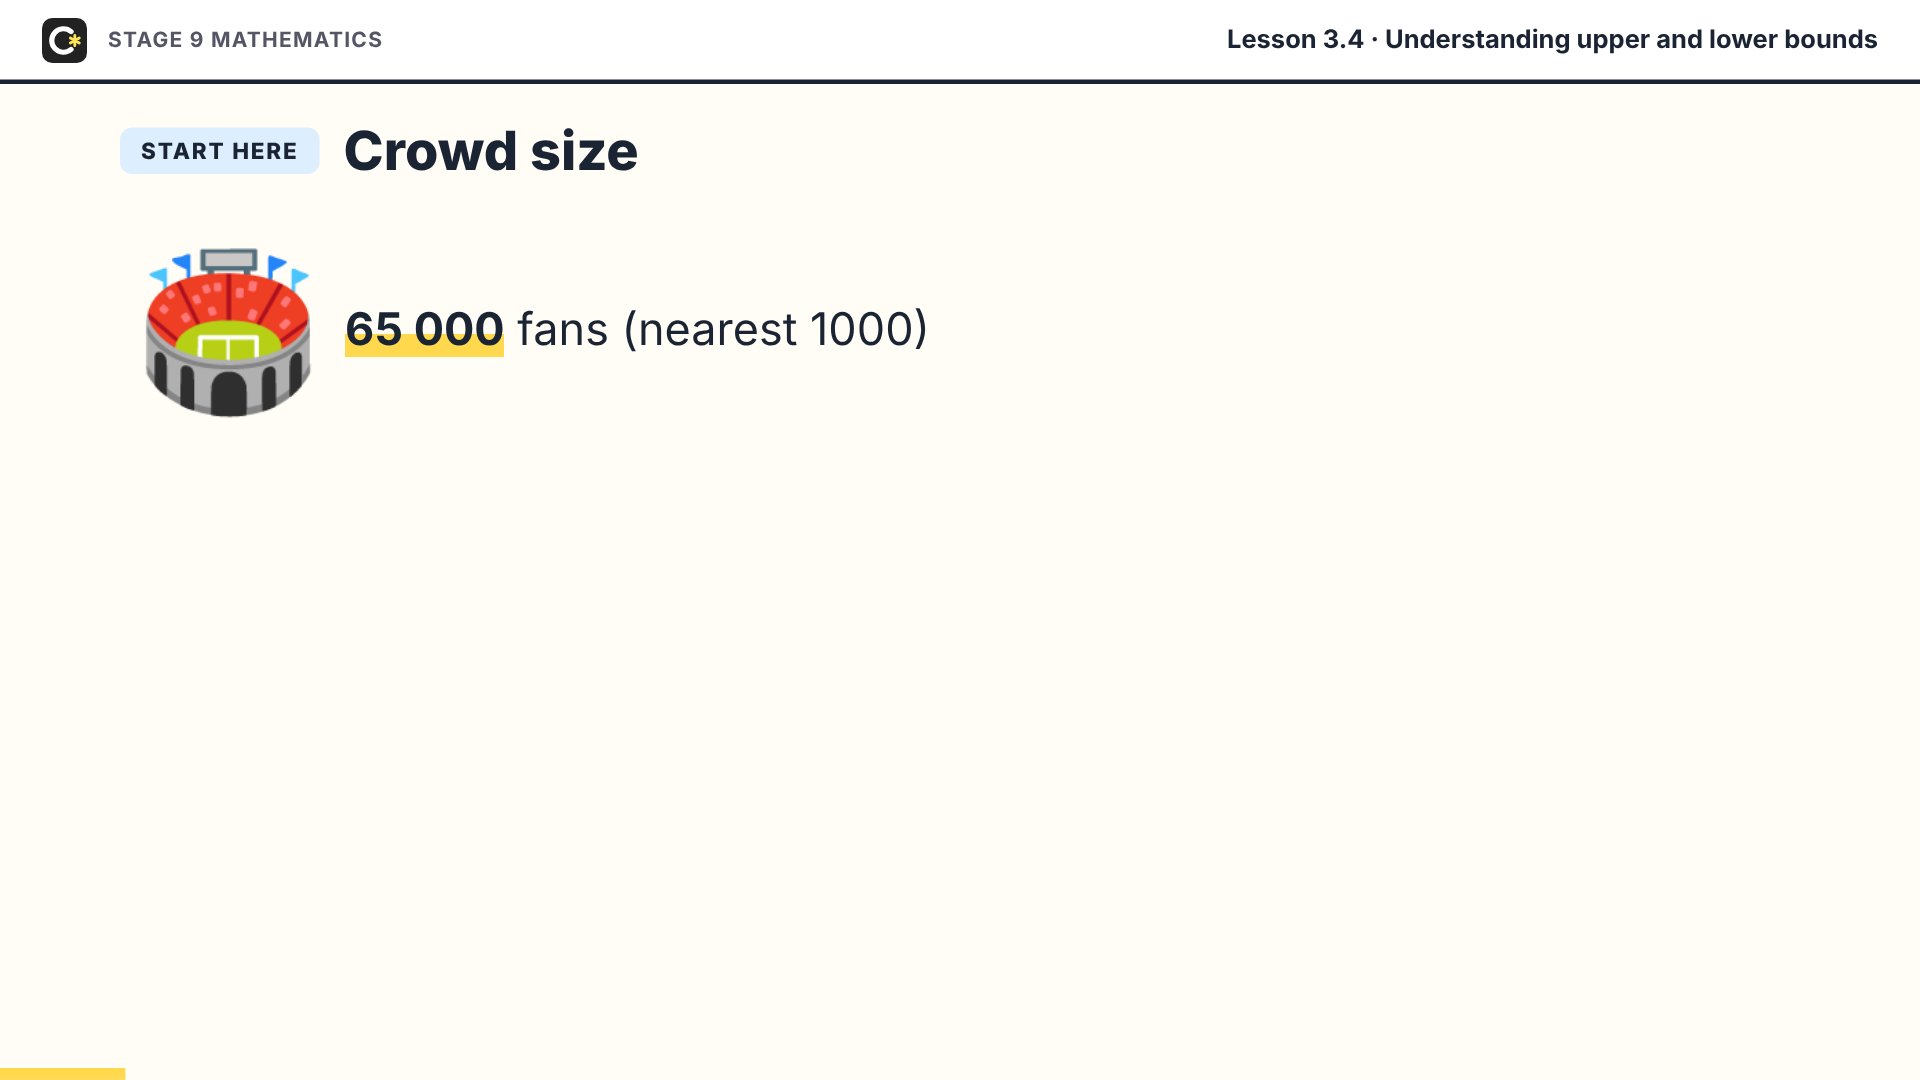 STAGE 9 MATHEMATICS
Lesson 3.4 · Understanding upper and lower bounds
START HERE
Crowd size
65 000 fans (nearest 1000)